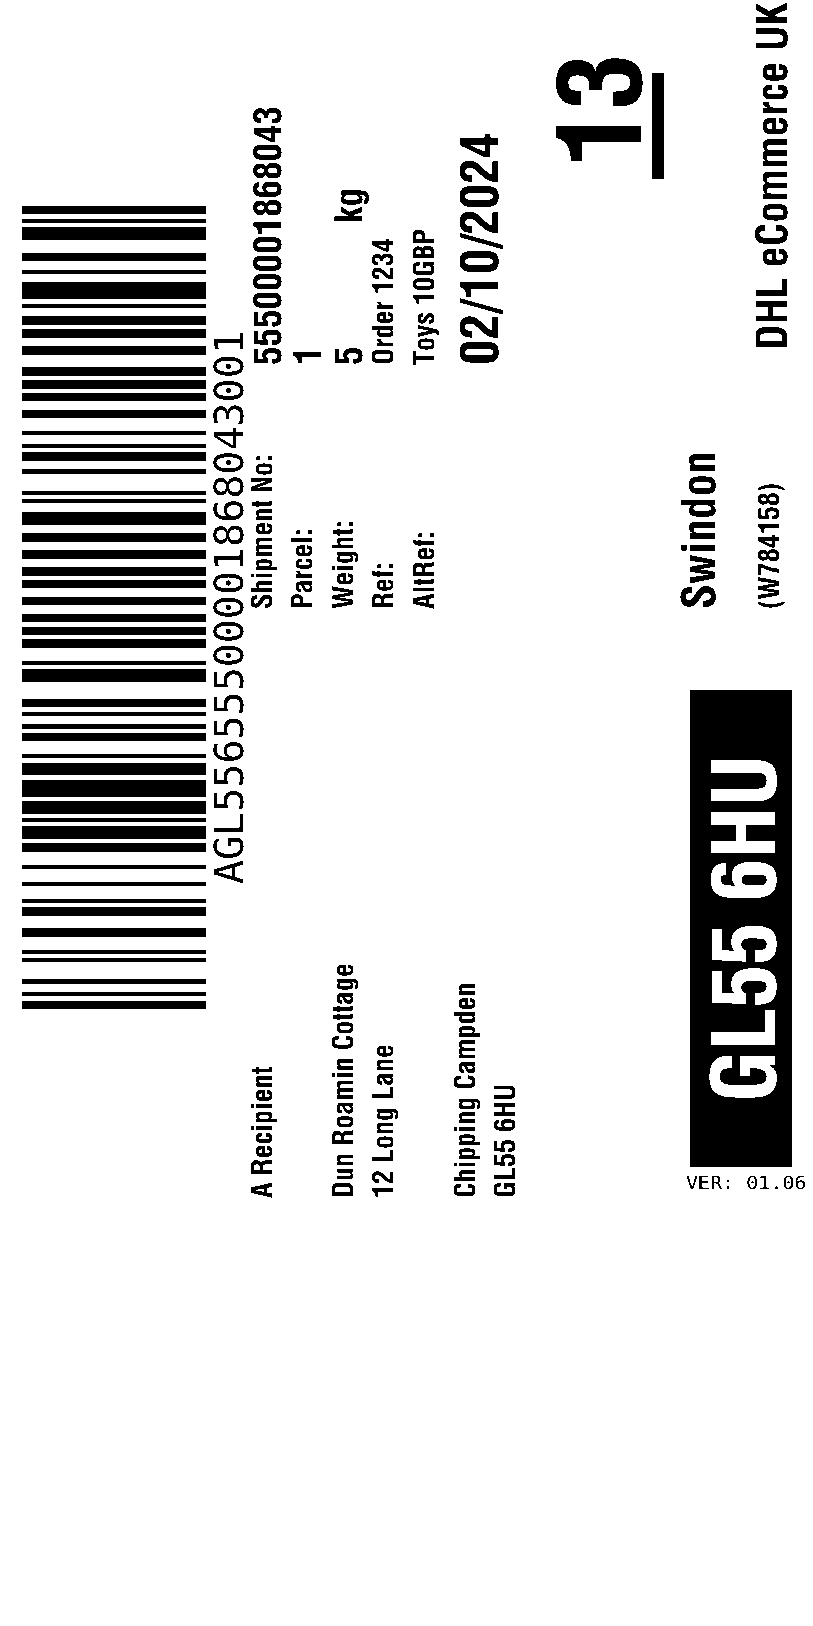 AGL55655500001868043001
A Recipient
Dun Roamin Cottage
12 Long Lane
Chipping Campden
GL55 6HU
Shipment No: 55500001868043
Parcel: 1
Weight: 5 kg
Ref: Order 1234
AltRef: Toys 10GBP
02/10/2024
13
GL55 6HU
Swindon
(W784158)
DHL eCommerce UK
VER: 01.06